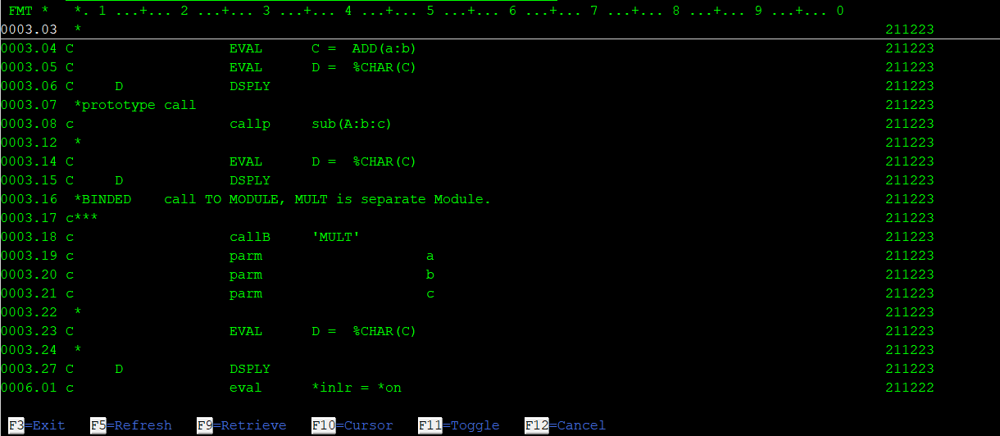 FMT *   *. 1 ...+... 2 ...+... 3 ...+... 4 ...+... 5 ...+... 6 ...+... 7 ...+... 8 ...+... 9 ...+... 0
0003.03  *                                                                                                  211223
0003.04 C                   EVAL      C =  ADD(a:b)                                                         211223
0003.05 C                   EVAL      D =  %CHAR(C)                                                         211223
0003.06 C     D             DSPLY                                                                           211223
0003.07  *prototype call                                                                                    211223
0003.08 c                   callp     sub(A:b:c)                                                            211223
0003.12  *                                                                                                  211223
0003.14 C                   EVAL      D =  %CHAR(C)                                                         211223
0003.15 C     D             DSPLY                                                                           211223
0003.16  *BINDED    call TO MODULE, MULT is separate Module.                                                211223
0003.17 c***                                                                                                211223
0003.18 c                   callB     'MULT'                                                                211223
0003.19 c                   parm                    a                                                       211223
0003.20 c                   parm                    b                                                       211223
0003.21 c                   parm                    c                                                       211223
0003.22  *                                                                                                  211223
0003.23 C                   EVAL      D =  %CHAR(C)                                                         211223
0003.24  *                                                                                                  211223
0003.27 C     D             DSPLY                                                                           211223
0006.01 c                   eval      *inlr = *on                                                           211222
F3=Exit   F5=Refresh   F9=Retrieve   F10=Cursor   F11=Toggle   F12=Cancel